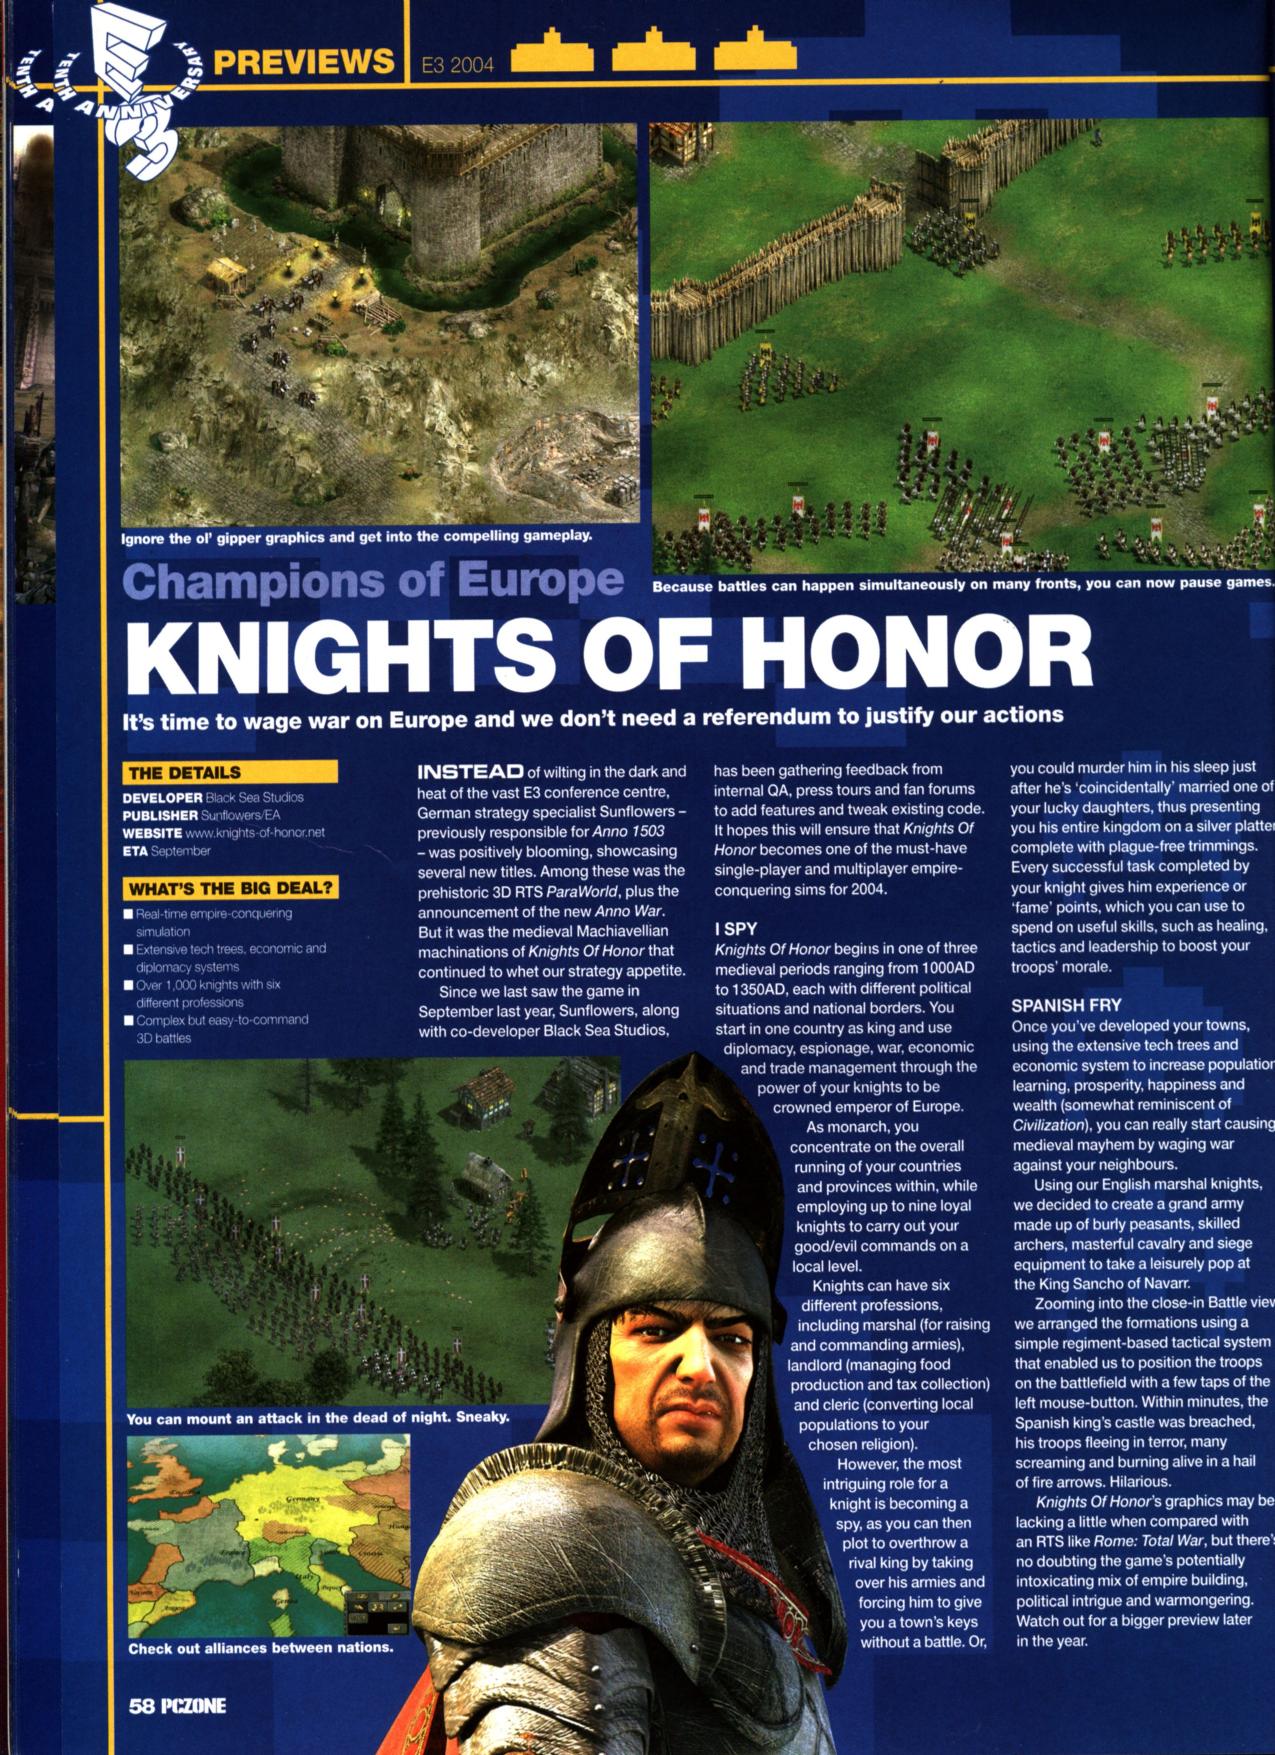 TENTH A
TENTH ANNIVERSARY
E3
PREVIEWS
E3 2004
Ignore the ol' gipper graphics and get into the compelling gameplay.
Because battles can happen simultaneously on many fronts, you can now pause games.
Champions of Europe
KNIGHTS OF HONOR
It's time to wage war on Europe and we don't need a referendum to justify our actions
THE DETAILS
DEVELOPER Black Sea Studios
PUBLISHER Sunflowers/EA
WEBSITE www.knights-of-honor.net
ETA September
WHAT'S THE BIG DEAL?
Real-time empire-conquering
simulation
Extensive tech trees, economic and
diplomacy systems
Over 1,000 knights with six
different professions
Complex but easy-to-command
3D battles
You can mount an attack in the dead of night. Sneaky.
Germany
Italy
Check out alliances between nations.
INSTEAD of wilting in the dark and
heat of the vast E3 conference centre,
German strategy specialist Sunflowers –
previously responsible for Anno 1503
– was positively blooming, showcasing
several new titles. Among these was the
prehistoric 3D RTS ParaWorld, plus the
announcement of the new Anno War.
But it was the medieval Machiavellian
machinations of Knights Of Honor that
continued to whet our strategy appetite.
Since we last saw the game in
September last year, Sunflowers, along
with co-developer Black Sea Studios,
has been gathering feedback from
internal QA, press tours and fan forums
to add features and tweak existing code.
It hopes this will ensure that Knights Of
Honor becomes one of the must-have
single-player and multiplayer empire-
conquering sims for 2004.
I SPY
Knights Of Honor begins in one of three
medieval periods ranging from 1000AD
to 1350AD, each with different political
situations and national borders. You
start in one country as king and use
diplomacy, espionage, war, economic
and trade management through the
power of your knights to be
crowned emperor of Europe.
As monarch, you
concentrate on the overall
running of your countries
and provinces within, while
employing up to nine loyal
knights to carry out your
good/evil commands on a
local level.
Knights can have six
different professions,
including marshal (for raising
and commanding armies),
landlord (managing food
production and tax collection)
and cleric (converting local
populations to your
chosen religion).
However, the most
intriguing role for a
knight is becoming a
spy, as you can then
plot to overthrow a
rival king by taking
over his armies and
forcing him to give
you a town's keys
without a battle. Or,
you could murder him in his sleep just
after he's 'coincidentally' married one of
your lucky daughters, thus presenting
you his entire kingdom on a silver platter
complete with plague-free trimmings.
Every successful task completed by
your knight gives him experience or
'fame' points, which you can use to
spend on useful skills, such as healing,
tactics and leadership to boost your
troops' morale.
SPANISH FRY
Once you've developed your towns,
using the extensive tech trees and
economic system to increase population
learning, prosperity, happiness and
wealth (somewhat reminiscent of
Civilization), you can really start causing
medieval mayhem by waging war
against your neighbours.
Using our English marshal knights,
we decided to create a grand army
made up of burly peasants, skilled
archers, masterful cavalry and siege
equipment to take a leisurely pop at
the King Sancho of Navarr.
Zooming into the close-in Battle view
we arranged the formations using a
simple regiment-based tactical system
that enabled us to position the troops
on the battlefield with a few taps of the
left mouse-button. Within minutes, the
Spanish king's castle was breached,
his troops fleeing in terror, many
screaming and burning alive in a hail
of fire arrows. Hilarious.
Knights Of Honor's graphics may be
lacking a little when compared with
an RTS like Rome: Total War, but there's
no doubting the game's potentially
intoxicating mix of empire building,
political intrigue and warmongering.
Watch out for a bigger preview later
in the year.
58 PCZONE